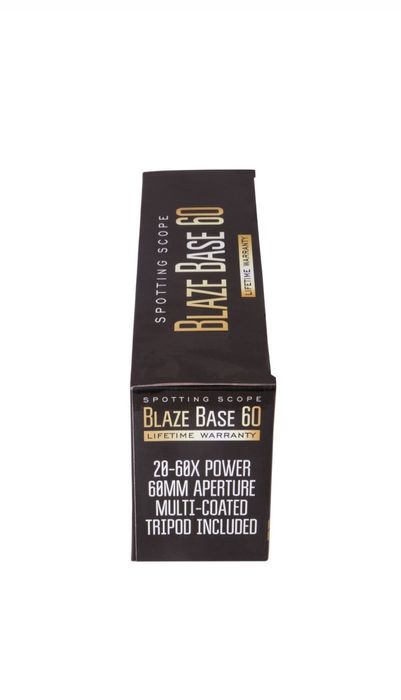 SPOTTING SCOPE
BLAZE BASE 60
LIFETIME WARRANTY
SPOTTING SCOPE
BLAZE BASE 60
LIFETIME WARRANTY
20-60X POWER
60MM APERTURE
MULTI-COATED
TRIPOD INCLUDED